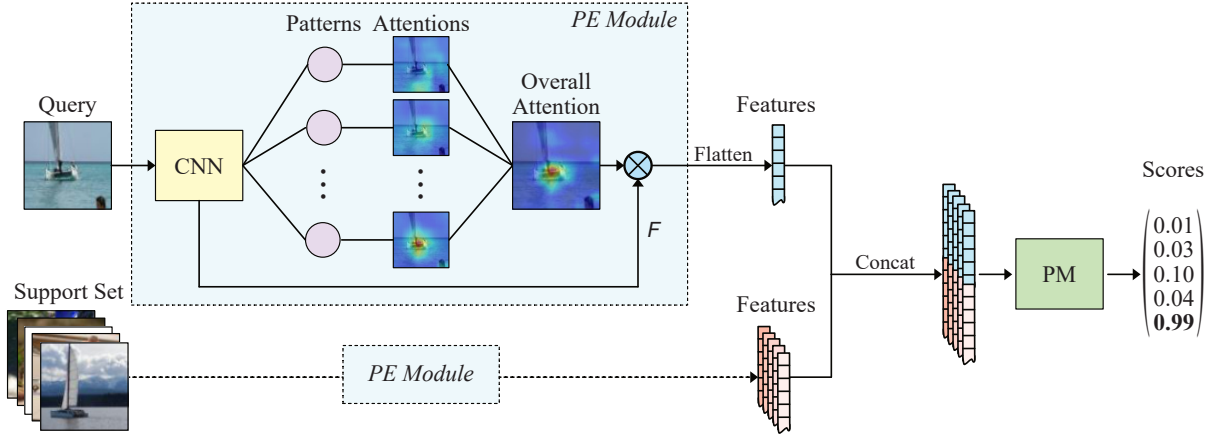 PE Module
Patterns
Attentions
Query
CNN
Overall
Attention
F
Flatten
Features
Support Set
PE Module
Features
Concat
PM
Scores
0.01
0.03
0.10
0.04
0.99